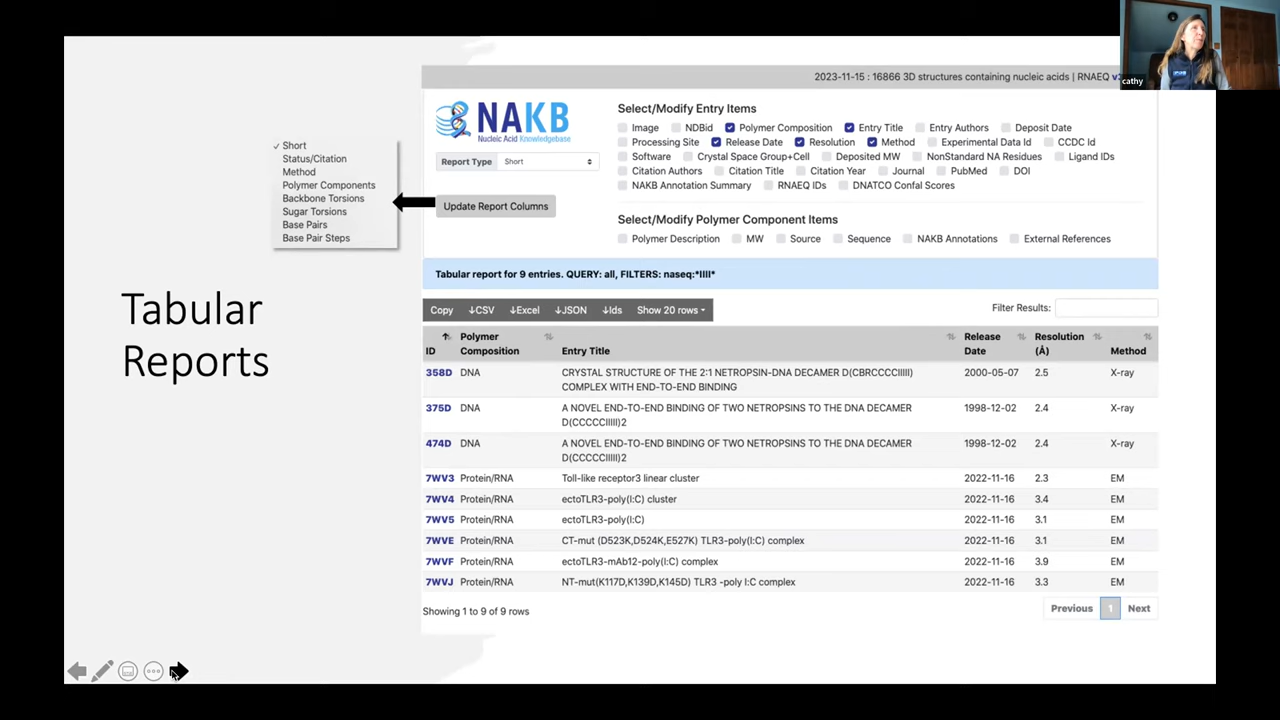 cathy
2023-11-15 : 16866 3D structures containing nucleic acids | RNAEQ
NAKB
Nucleic Acid Knowledgebase
Report Type Short
Update Report Columns
Select/Modify Entry Items
Image NDBid Polymer Composition Entry Title Entry Authors Deposit Date
Processing Site Release Date Resolution Method Experimental Data Id CCDC Id
Software Crystal Space Group+Cell Deposited MW NonStandard NA Residues Ligand IDs
Citation Authors Citation Title Citation Year Journal PubMed DOI
NAKB Annotation Summary RNAEQ IDs DNATCO Confal Scores
Select/Modify Polymer Component Items
Polymer Description MW Source Sequence NAKB Annotations External References
✓ Short
Status/Citation
Method
Polymer Components
Backbone Torsions
Sugar Torsions
Base Pairs
Base Pair Steps
Tabular
Reports
Tabular report for 9 entries. QUERY: all, FILTERS: naseq:*IIII*
Copy ↓CSV ↓Excel ↓JSON ↓Ids Show 20 rows
Filter Results:
ID Polymer Composition Entry Title Release Date Resolution (Å) Method
358D DNA CRYSTAL STRUCTURE OF THE 2:1 NETROPSIN-DNA DECAMER D(CBRCCCCIIIII) 2000-05-07 2.5 X-ray
COMPLEX WITH END-TO-END BINDING
375D DNA A NOVEL END-TO-END BINDING OF TWO NETROPSINS TO THE DNA DECAMER 1998-12-02 2.4 X-ray
D(CCCCCIIIII)2
474D DNA A NOVEL END-TO-END BINDING OF TWO NETROPSINS TO THE DNA DECAMER 1998-12-02 2.4 X-ray
D(CCCCCIIIII)2
7WV3 Protein/RNA Toll-like receptor3 linear cluster 2022-11-16 2.3 EM
7WV4 Protein/RNA ectoTLR3-poly(I:C) cluster 2022-11-16 3.4 EM
7WV5 Protein/RNA ectoTLR3-poly(I:C) 2022-11-16 3.1 EM
7WVE Protein/RNA CT-mut (D523K,D524K,E527K) TLR3-poly(I:C) complex 2022-11-16 3.1 EM
7WVF Protein/RNA ectoTLR3-mAb12-poly(I:C) complex 2022-11-16 3.9 EM
7WVJ Protein/RNA NT-mut(K117D,K139D,K145D) TLR3 -poly I:C complex 2022-11-16 3.3 EM
Showing 1 to 9 of 9 rows
Previous 1 Next